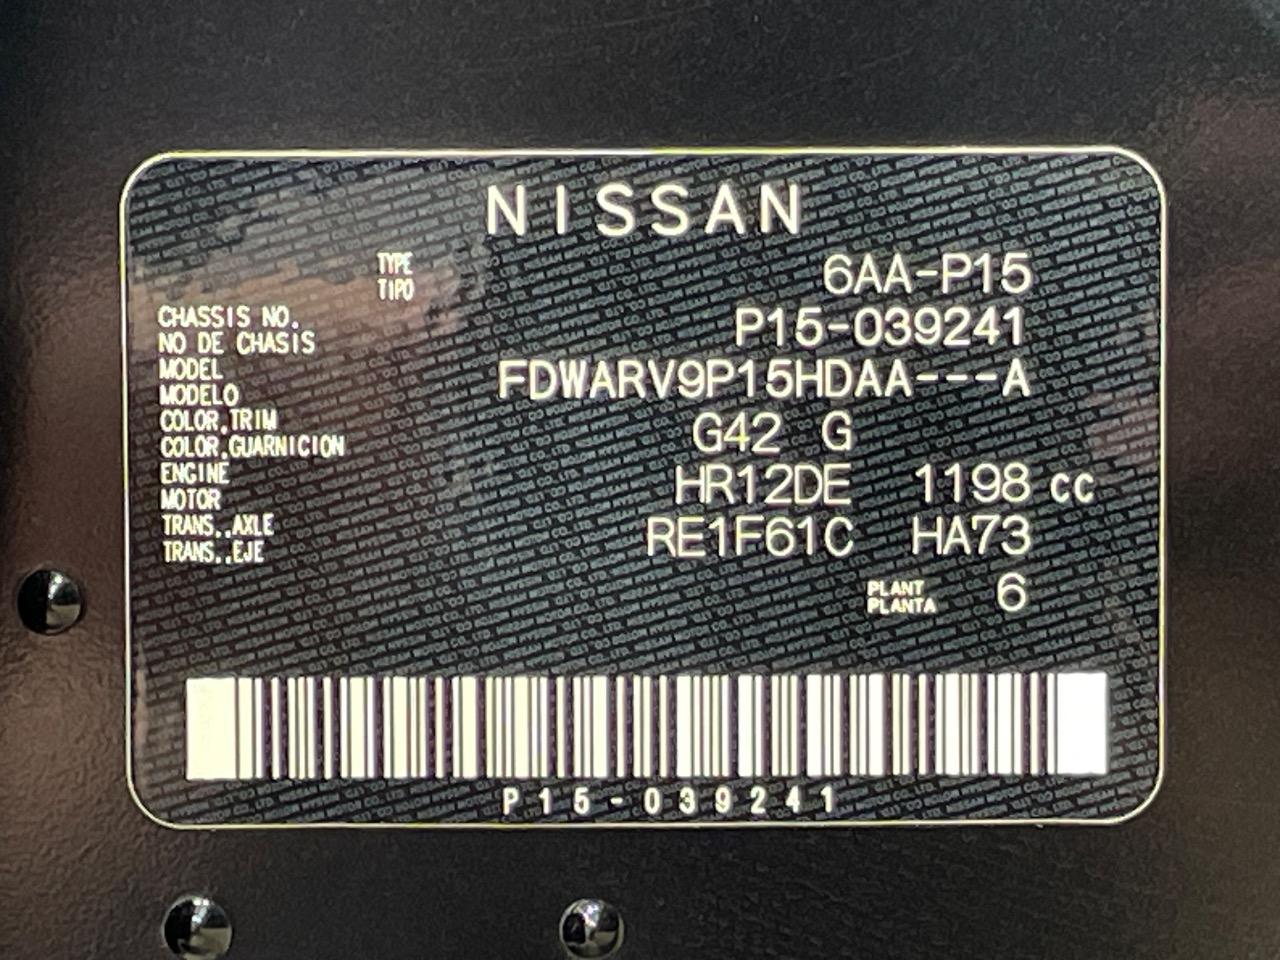 NISSAN
TYPE
TIPO 6AA-P15
CHASSIS NO.
NO DE CHASIS P15-039241
MODEL
MODELO FDWARV9P15HDAA---A
COLOR,TRIM
COLOR,GUARNICION G42 G
ENGINE
MOTOR HR12DE 1198 cc
TRANS.,AXLE
TRANS.,EJE RE1F61C HA73
PLANT
PLANTA 6
P15-039241